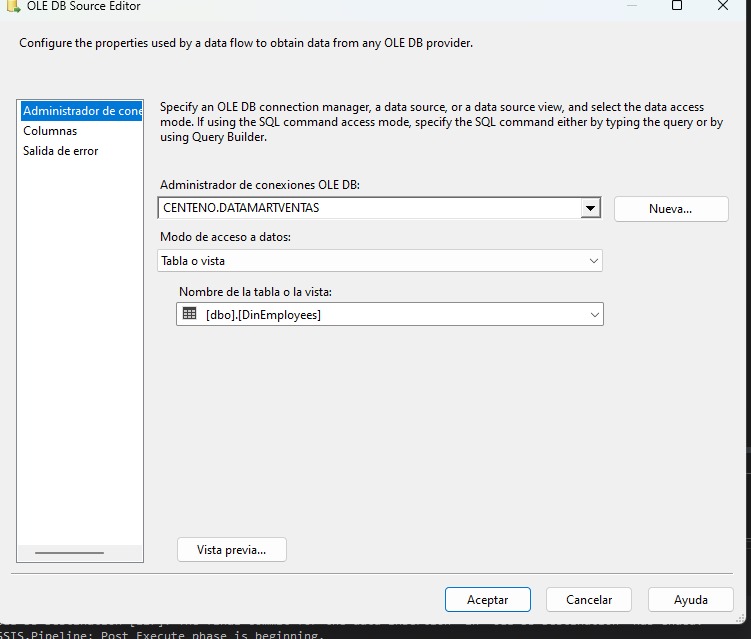 OLE DB Source Editor
Configure the properties used by a data flow to obtain data from any OLE DB provider.
Administrador de cone
Columnas
Salida de error
Specify an OLE DB connection manager, a data source, or a data source view, and select the data access
mode. If using the SQL command access mode, specify the SQL command either by typing the query or by
using Query Builder.
Administrador de conexiones OLE DB:
CENTENO.DATAMARTVENTAS
Nueva...
Modo de acceso a datos:
Tabla o vista
Nombre de la tabla o la vista:
[dbo].[DinEmployees]
Vista previa...
Aceptar
Cancelar
Ayuda
SSIS.Pipeline: Post Execute phase is beginning.